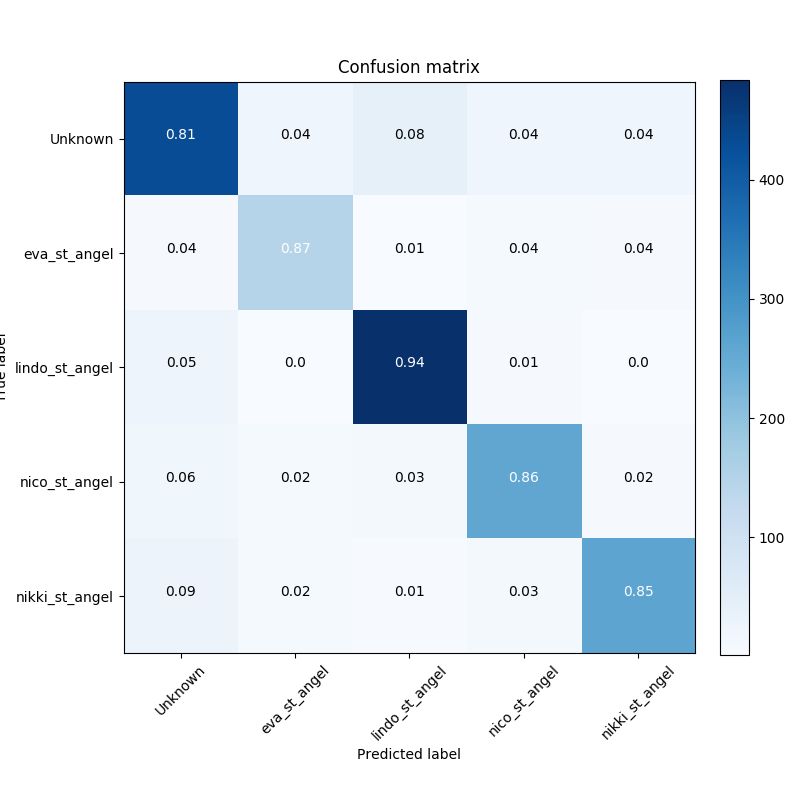 Confusion matrix
Unknown 0.81 0.04 0.08 0.04 0.04
eva_st_angel 0.04 0.87 0.01 0.04 0.04
lindo_st_angel 0.05 0.0 0.94 0.01 0.0
nico_st_angel 0.06 0.02 0.03 0.86 0.02
nikki_st_angel 0.09 0.02 0.01 0.03 0.85
Unknown eva_st_angel lindo_st_angel nico_st_angel nikki_st_angel
Predicted label
True label
400
300
200
100